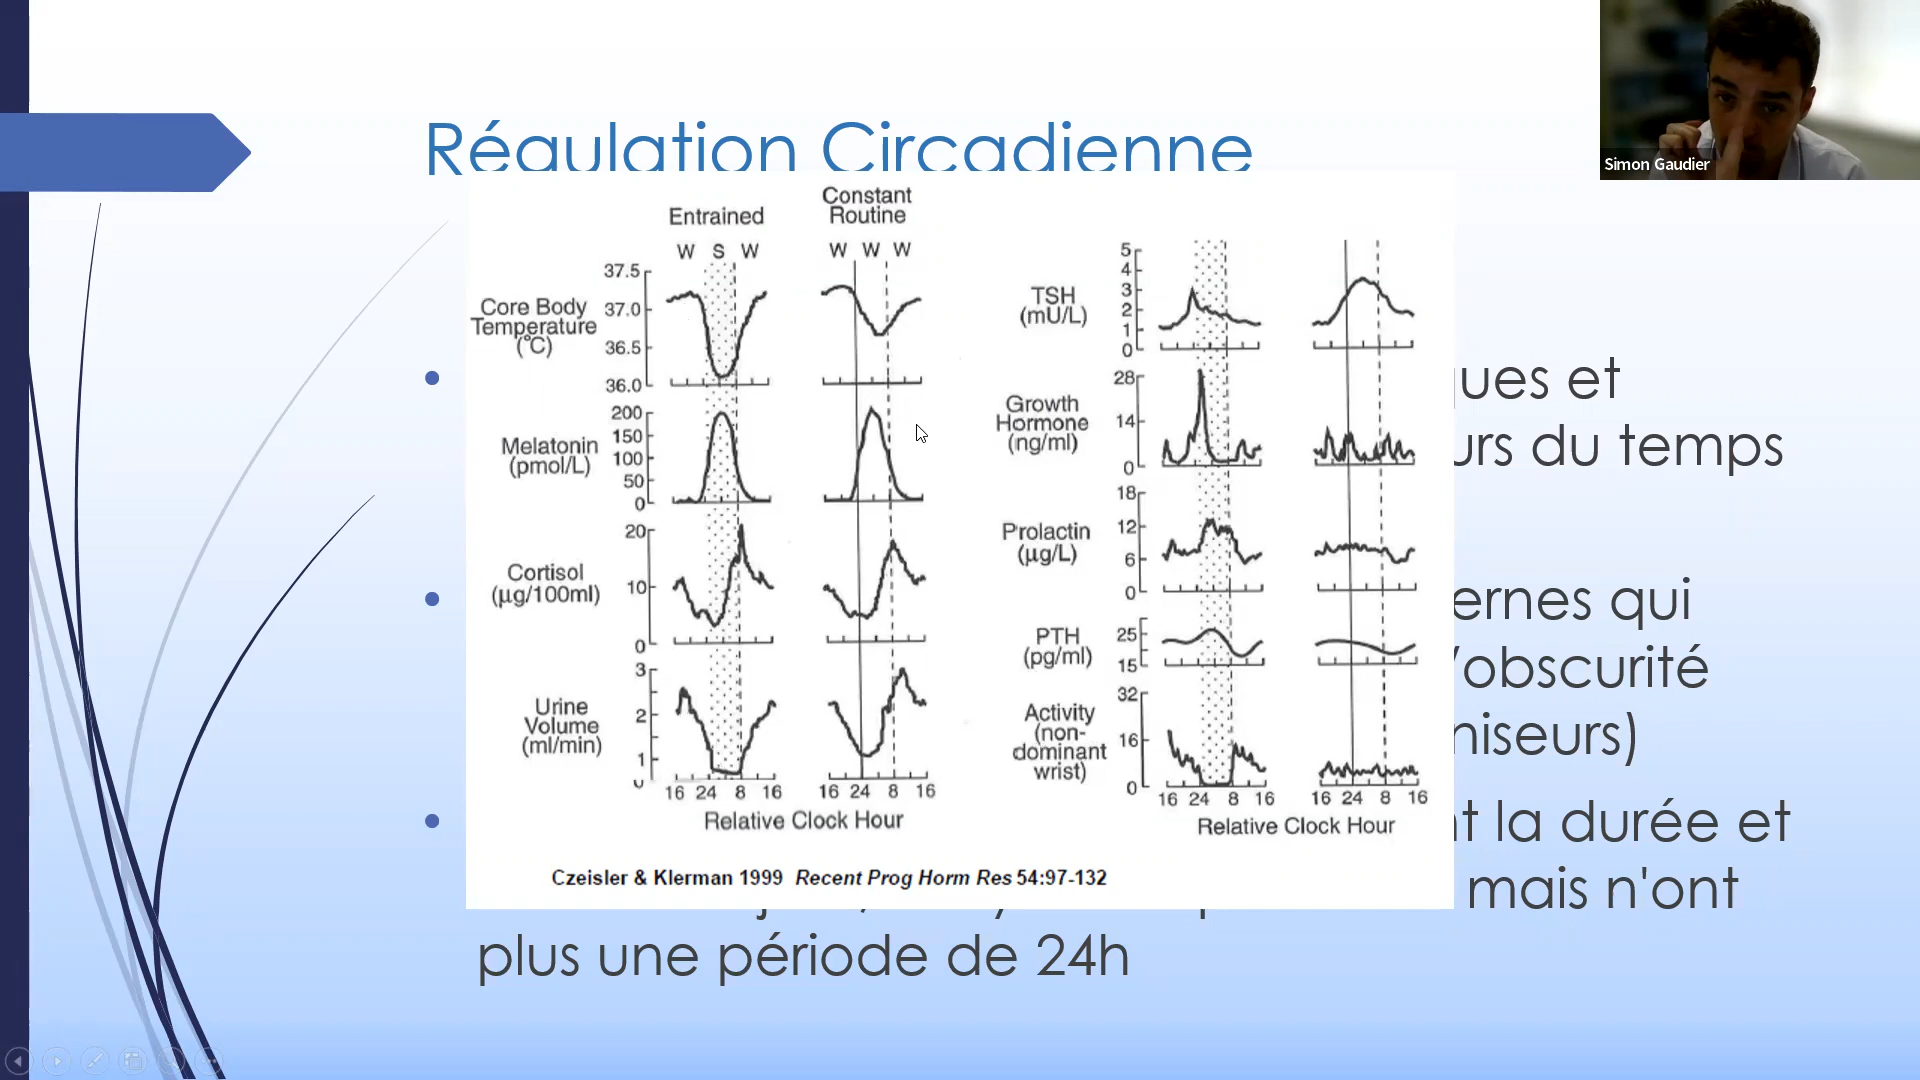 Simon Gaudier
Régulation Circadienne
Entrained
Constant
Routine
W S W
W W W
Core Body
Temperature
(°C)
37.5
37.0
36.5
36.0
Melatonin
(pmol/L)
200
150
100
50
0
Cortisol
(µg/100ml)
20
10
0
Urine
Volume
(ml/min)
3
2
1
16 24 8 16
16 24 8 16
Relative Clock Hour
TSH
(mU/L)
5
4
3
2
1
0
Growth
Hormone
(ng/ml)
28
14
0
Prolactin
(µg/L)
18
12
6
0
PTH
(pg/ml)
25
15
Activity
(non-
dominant
wrist)
32
16
0
16 24 8 16
16 24 8 16
Relative Clock Hour
Czeisler & Klerman 1999 Recent Prog Horm Res 54:97-132
ques et
urs du temps
ernes qui
'obscurité
niseurs)
nt la durée et
mais n'ont
plus une période de 24h